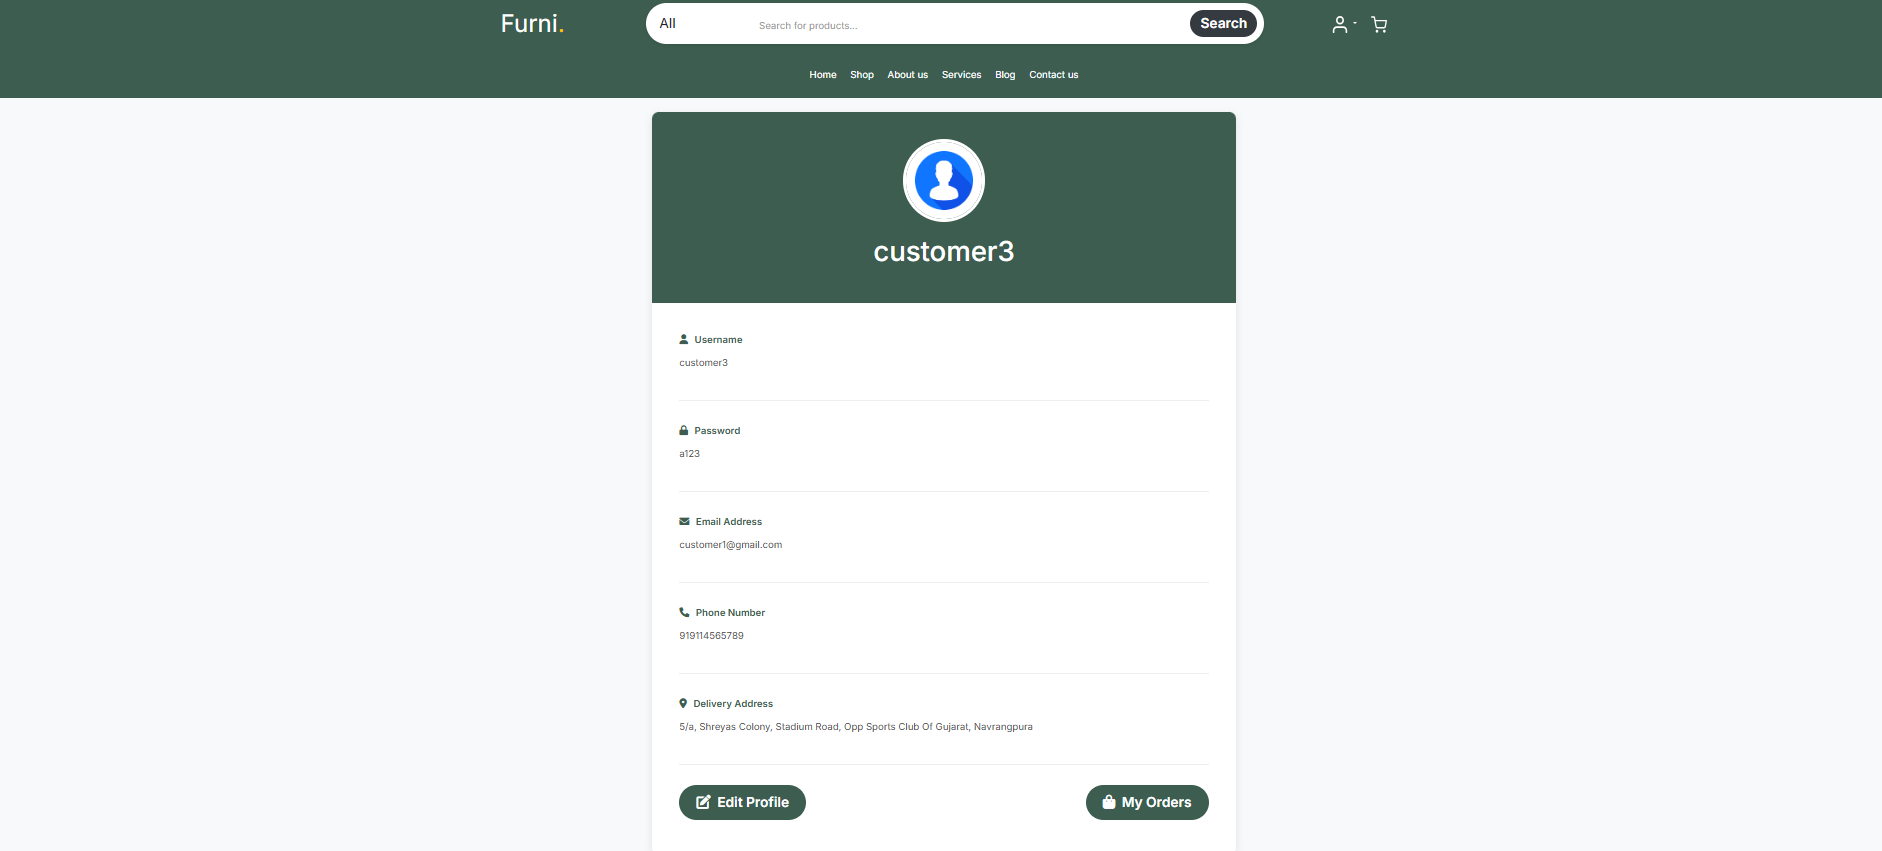 Furni.
All
Search for products...
Search
Home Shop About us Services Blog Contact us
customer3
Username
customer3
Password
a123
Email Address
customer1@gmail.com
Phone Number
919114565789
Delivery Address
5/a, Shreyas Colony, Stadium Road, Opp Sports Club Of Gujarat, Navrangpura
Edit Profile
My Orders